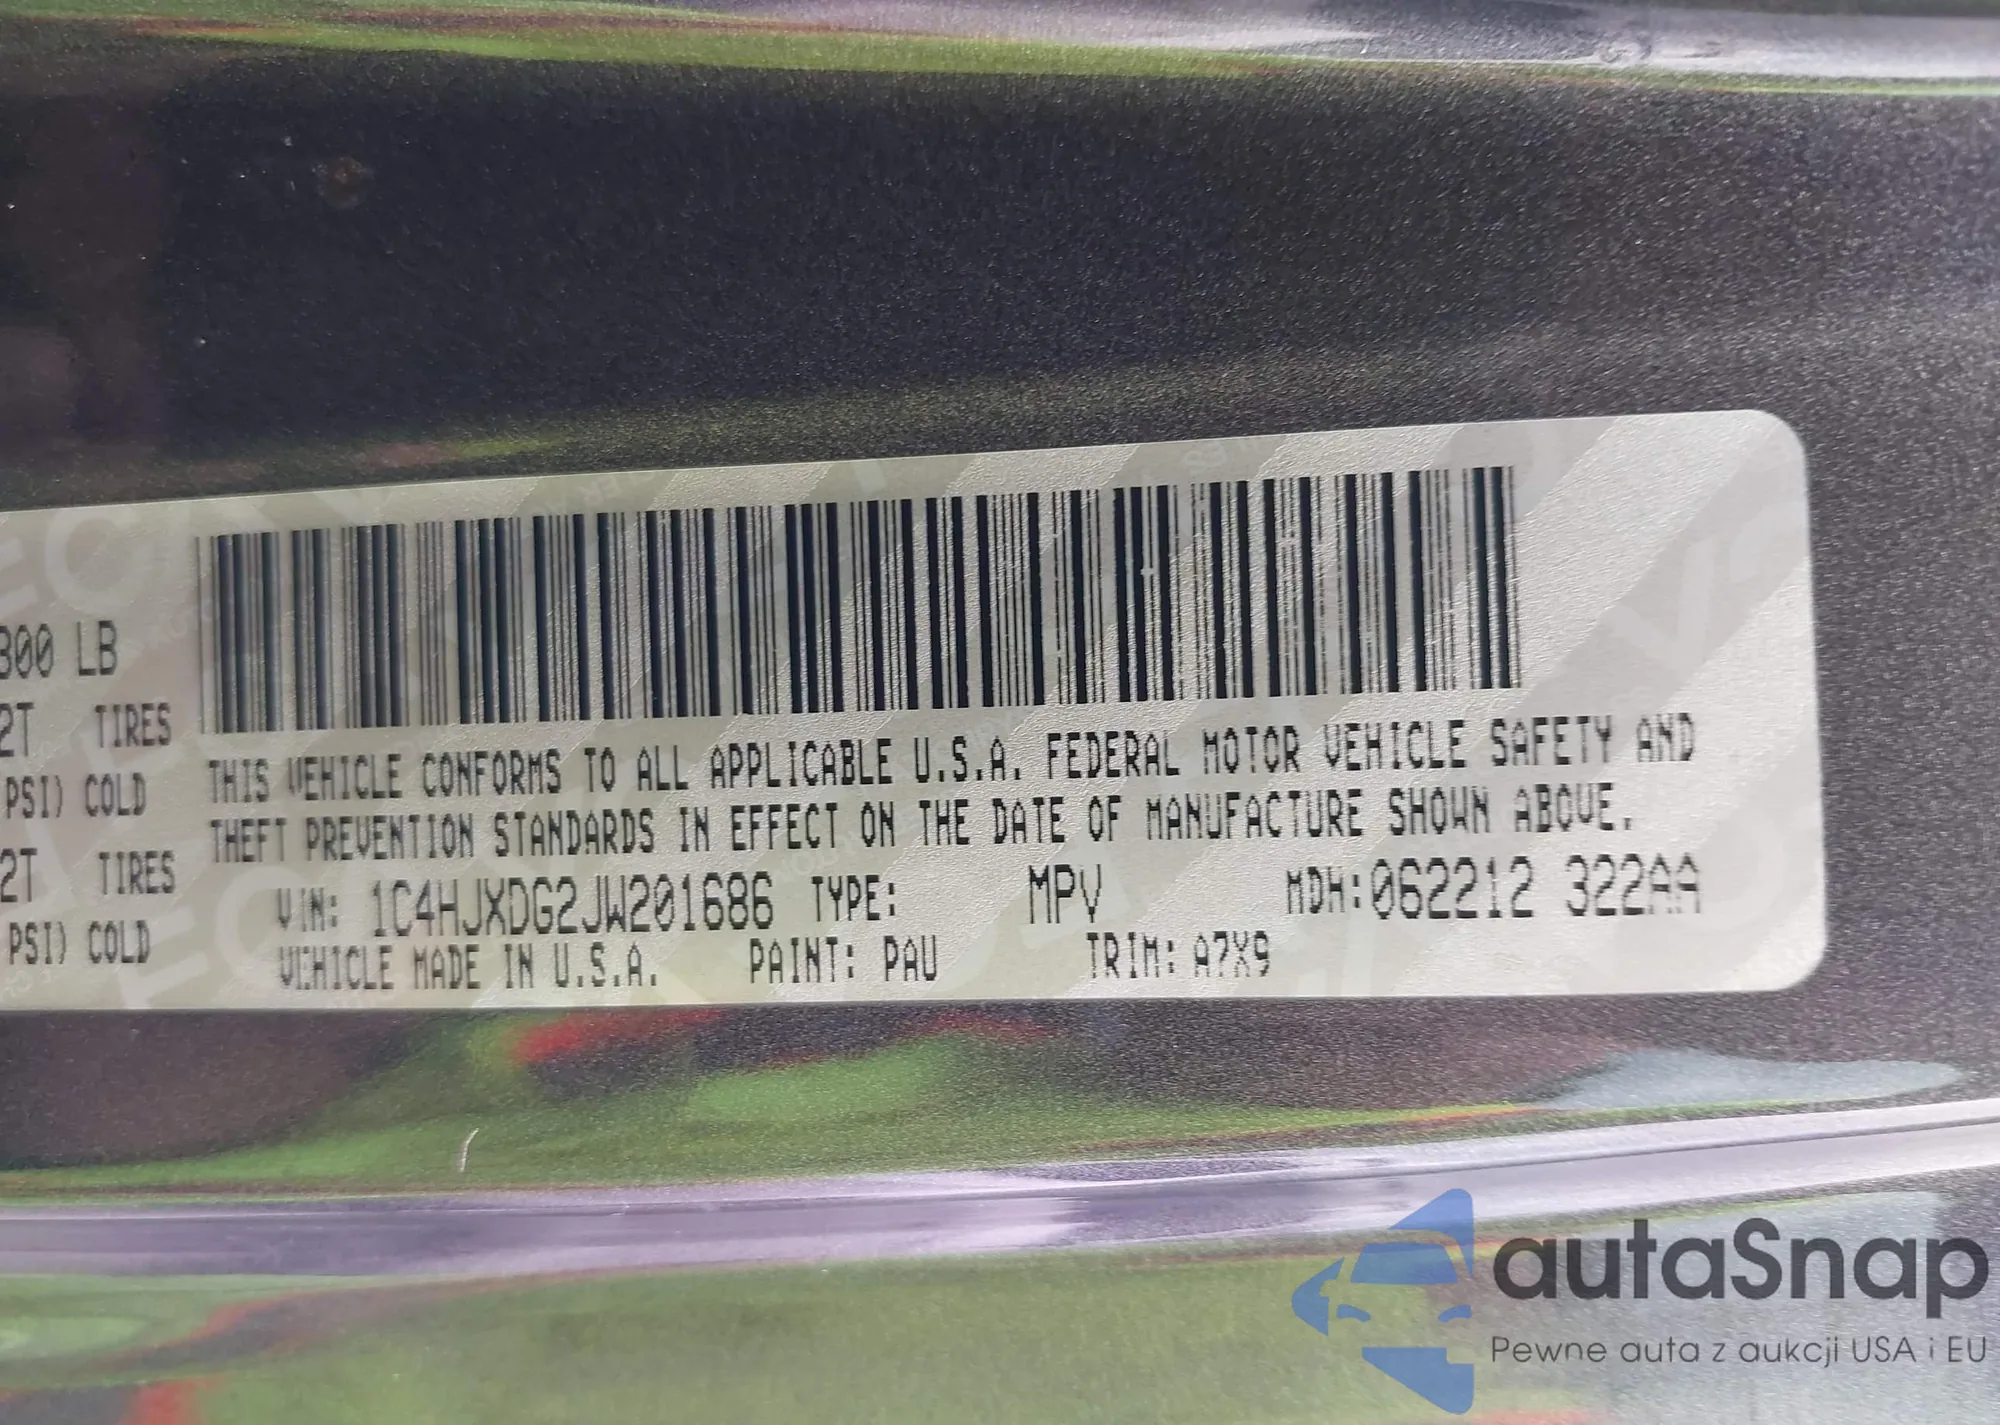 300 LB
2T TIRES
PSI) COLD
2T TIRES
PSI) COLD
THIS VEHICLE CONFORMS TO ALL APPLICABLE U.S.A. FEDERAL MOTOR VEHICLE SAFETY AND
THEFT PREVENTION STANDARDS IN EFFECT ON THE DATE OF MANUFACTURE SHOWN ABOVE.
VIN: 1C4HJXDG2JW201686 TYPE: MPV MDH:062212 322AA
VEHICLE MADE IN U.S.A. PAINT: PAU TRIM: A7X9
autaSnap
Pewne auta z aukcji USA i EU